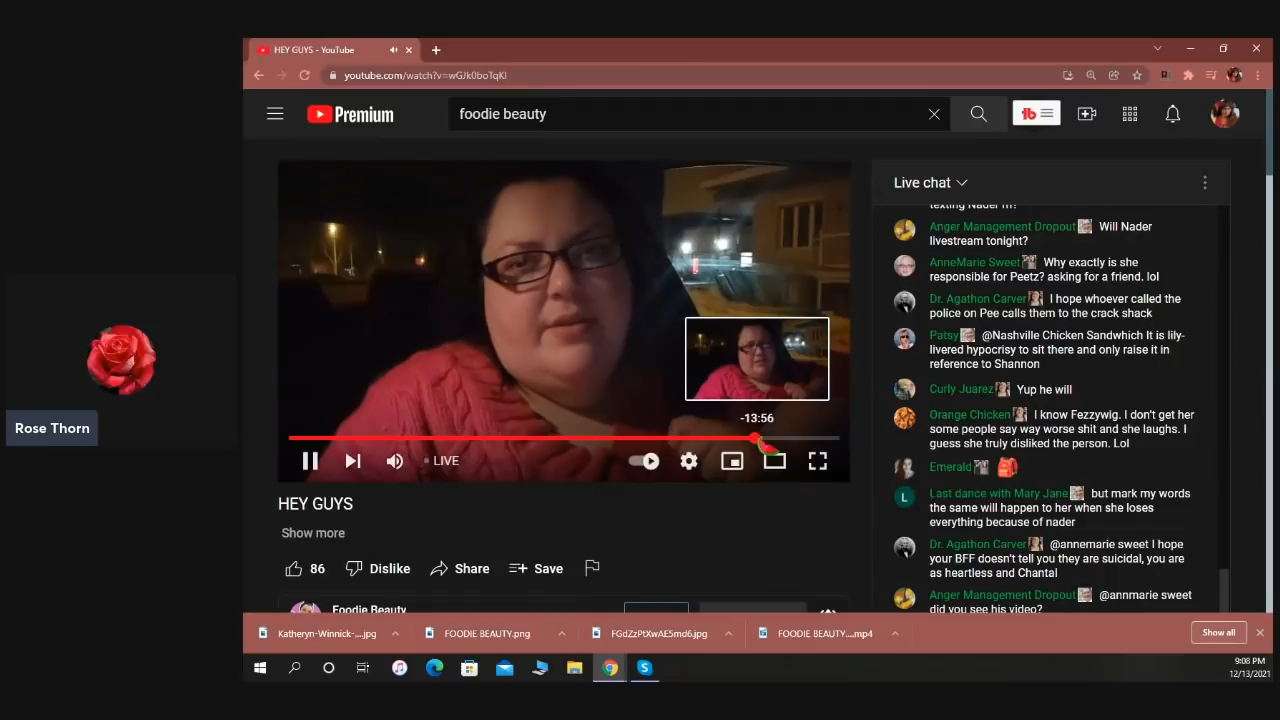 HEY GUYS - YouTube
youtube.com/watch?v=wGJk0boTqKI
Premium
foodie beauty
Live chat
texting Nader
Anger Management Dropout Will Nader
livestream tonight?
AnneMarie Sweet Why exactly is she
responsible for Peetz? asking for a friend. lol
Dr. Agathon Carver I hope whoever called the
police on Pee calls them to the crack shack
Patsy @Nashville Chicken Sandwhich It is lily-
livered hypocrisy to sit there and only raise it in
reference to Shannon
Curly Juarez Yup he will
Orange Chicken I know Fezzywig. I don't get her
some people say way worse shit and she laughs. I
guess she truly disliked the person. Lol
Emerald
L
Last dance with Mary Jane but mark my words
the same will happen to her when she loses
everything because of nader
Dr. Agathon Carver @annemarie sweet I hope
your BFF doesn't tell you they are suicidal, you are
as heartless and Chantal
Anger Management Dropout @annmarie sweet
did you see his video?
-13:56
LIVE
HEY GUYS
Show more
86
Dislike
Share
Save
Foodie Beauty
Rose Thorn
Katheryn-Winnick-....jpg
FOODIE BEAUTY.png
FGdZzPtXwAE5md6.jpg
FOODIE BEAUTY....mp4
Show all
9:08 PM
12/13/2021